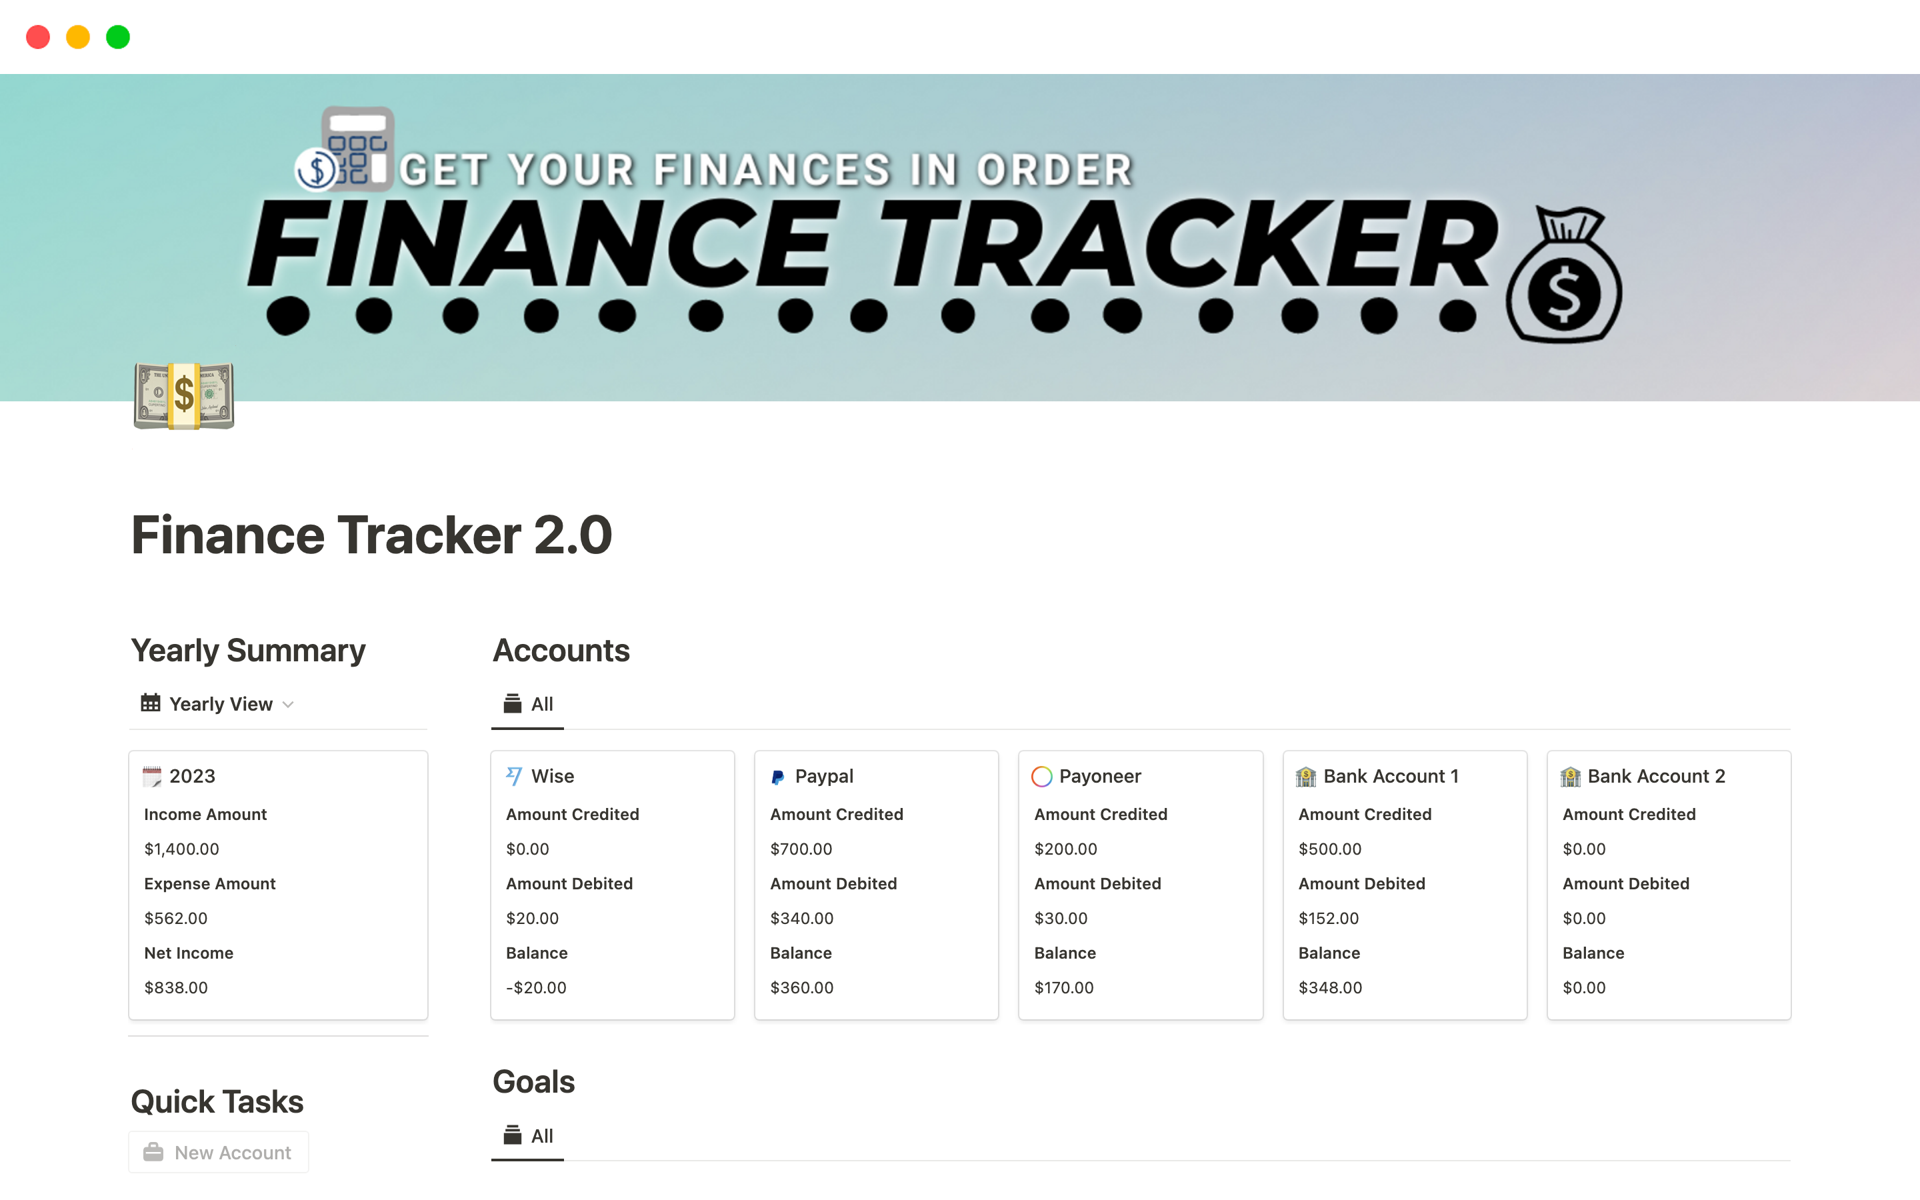 GET YOUR FINANCES IN ORDER
FINANCE TRACKER
Finance Tracker 2.0
Yearly Summary
Yearly View
2023
Income Amount
$1,400.00
Expense Amount
$562.00
Net Income
$838.00
Quick Tasks
New Account
Accounts
All
Wise
Amount Credited
$0.00
Amount Debited
$20.00
Balance
-$20.00
Paypal
Amount Credited
$700.00
Amount Debited
$340.00
Balance
$360.00
Payoneer
Amount Credited
$200.00
Amount Debited
$30.00
Balance
$170.00
Bank Account 1
Amount Credited
$500.00
Amount Debited
$152.00
Balance
$348.00
Bank Account 2
Amount Credited
$0.00
Amount Debited
$0.00
Balance
$0.00
Goals
All